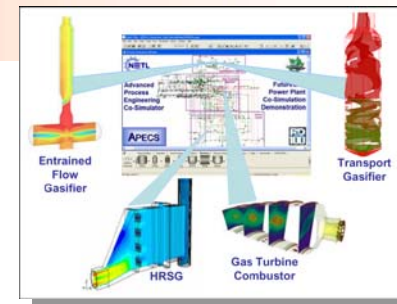 NETL
Advanced
Process
Engineering
Co-Simulator
APECS
Power Plant
Co-Simulation
Demonstration
Entrained
Flow
Gasifier
Transport
Gasifier
HRSG
Gas Turbine
Combustor